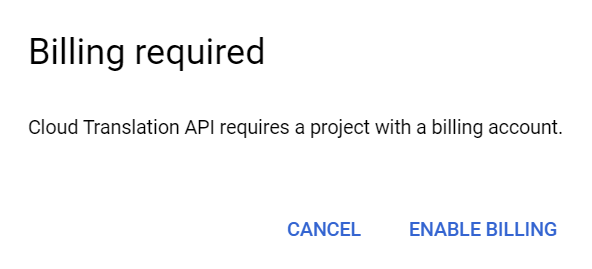 Billing required
Cloud Translation API requires a project with a billing account.
CANCEL ENABLE BILLING